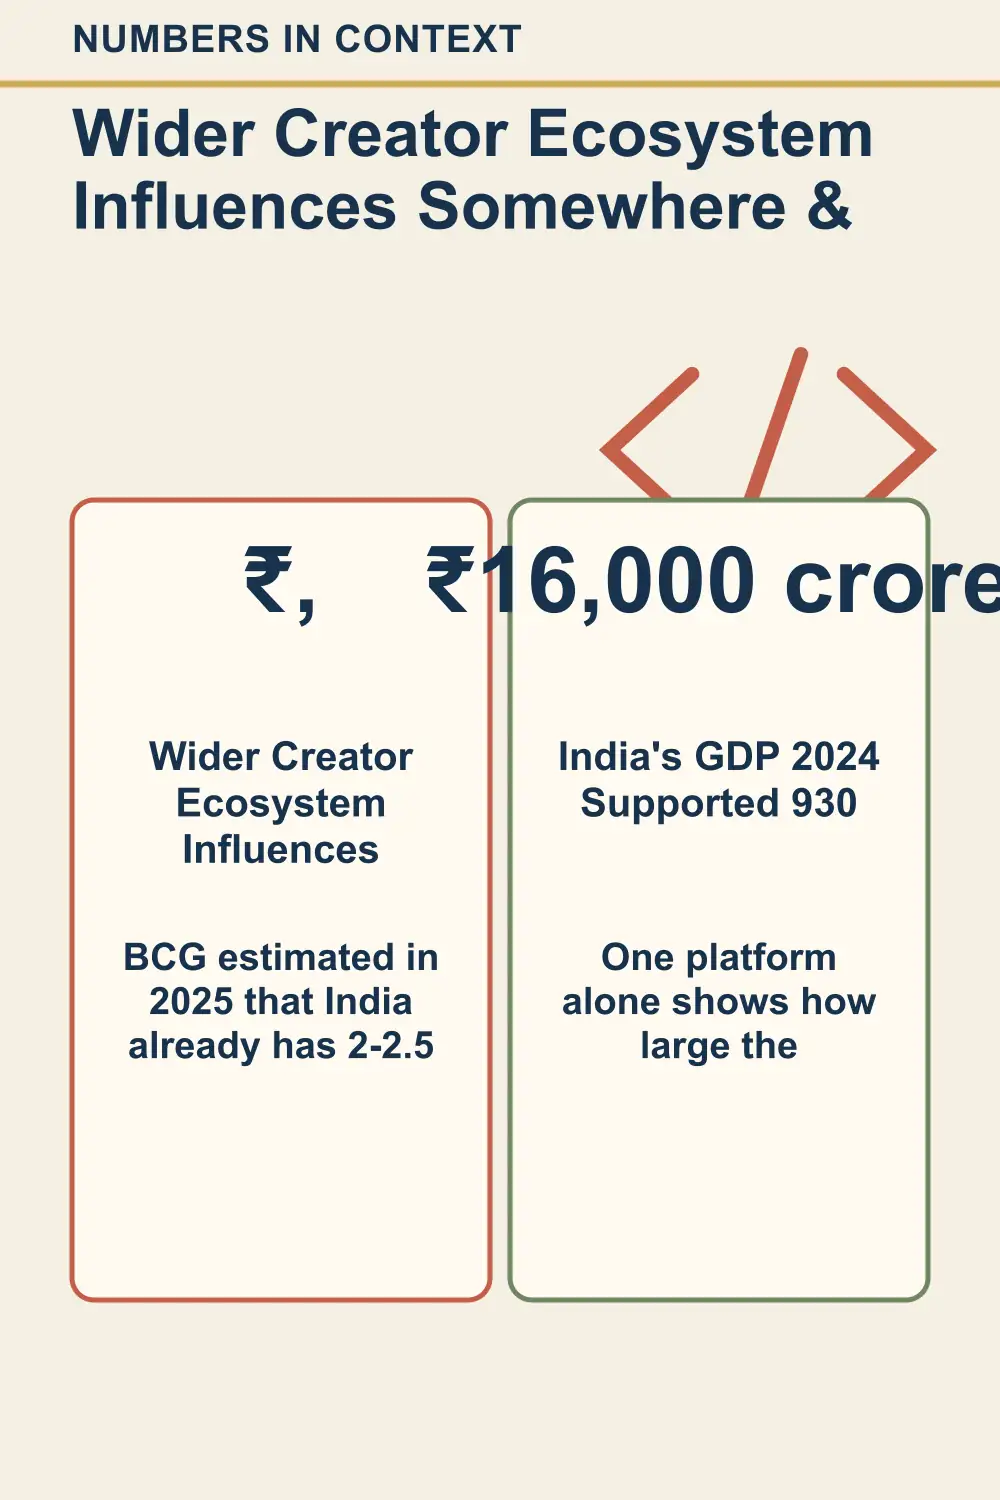 NUMBERS IN CONTEXT
Wider Creator Ecosystem
Influences Somewhere &
₹,
Wider Creator
Ecosystem
Influences
BCG estimated in
2025 that India
already has 2-2.5
₹16,000 crore
India's GDP 2024
Supported 930
One platform
alone shows how
large the